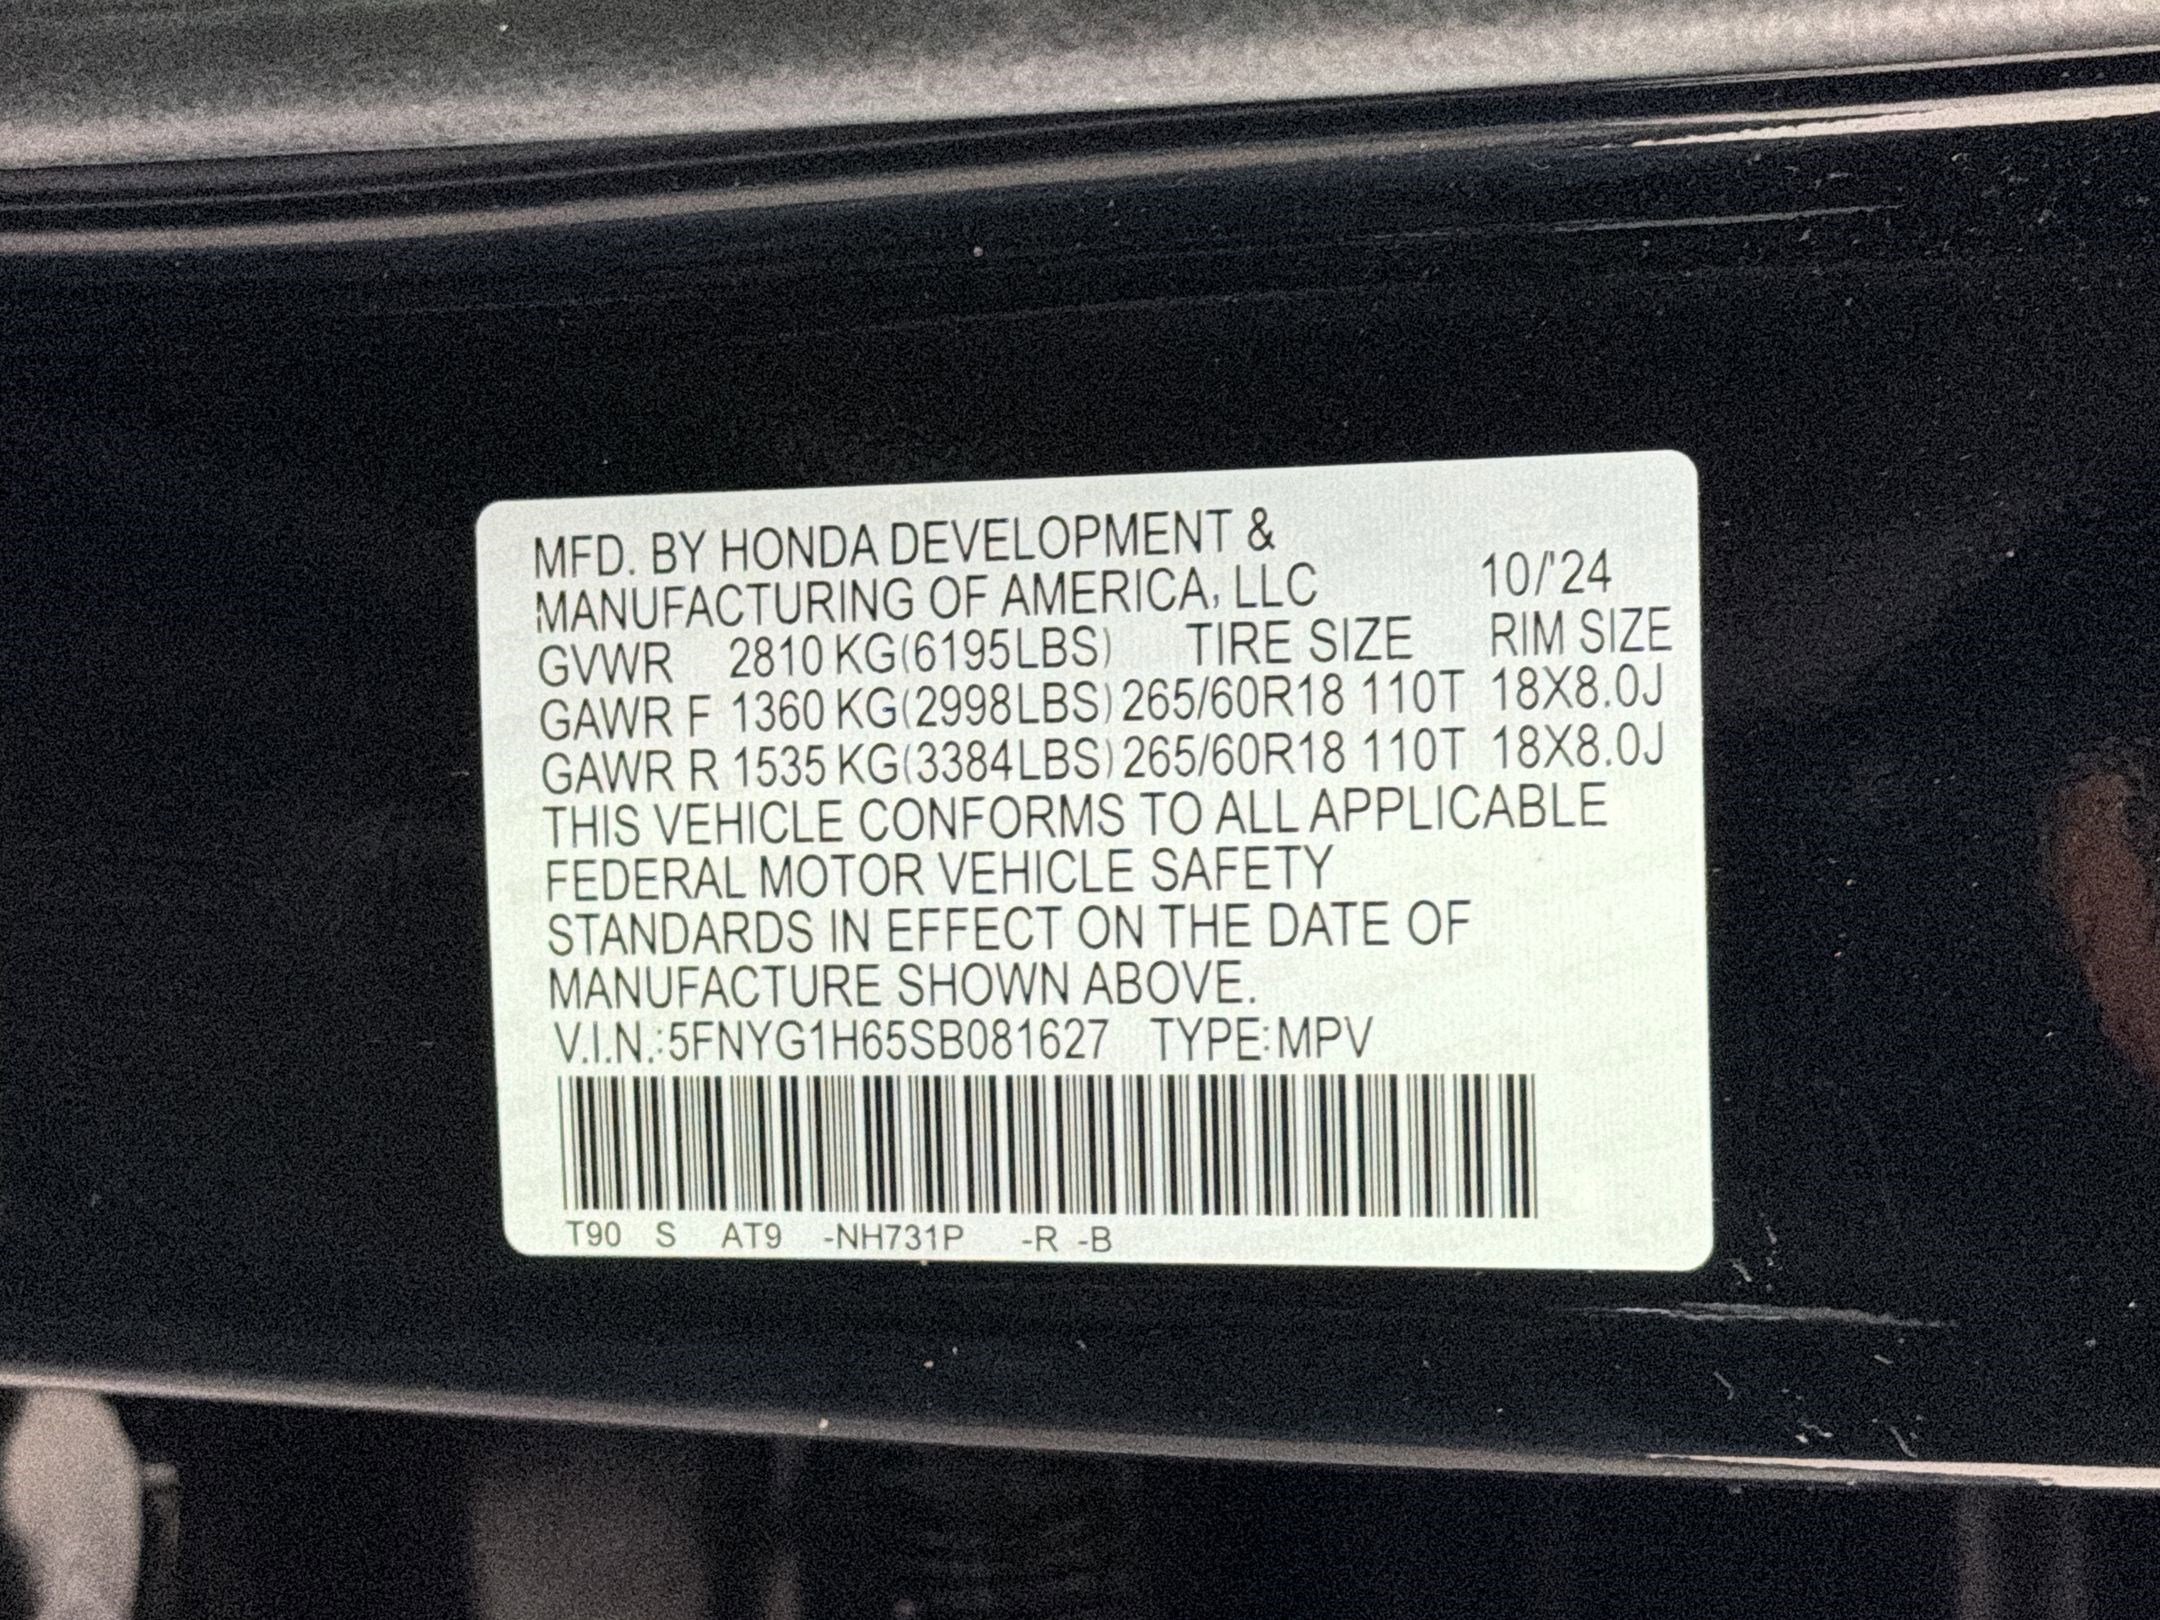 MFD. BY HONDA DEVELOPMENT &
MANUFACTURING OF AMERICA, LLC 10/'24
GVWR 2810 KG(6195LBS) TIRE SIZE RIM SIZE
GAWR F 1360 KG(2998LBS) 265/60R18 110T 18X8.0J
GAWR R 1535 KG(3384LBS) 265/60R18 110T 18X8.0J
THIS VEHICLE CONFORMS TO ALL APPLICABLE
FEDERAL MOTOR VEHICLE SAFETY
STANDARDS IN EFFECT ON THE DATE OF
MANUFACTURE SHOWN ABOVE.
V.I.N.:5FNYG1H65SB081627 TYPE:MPV
T90 S AT9 -NH731P -R -B